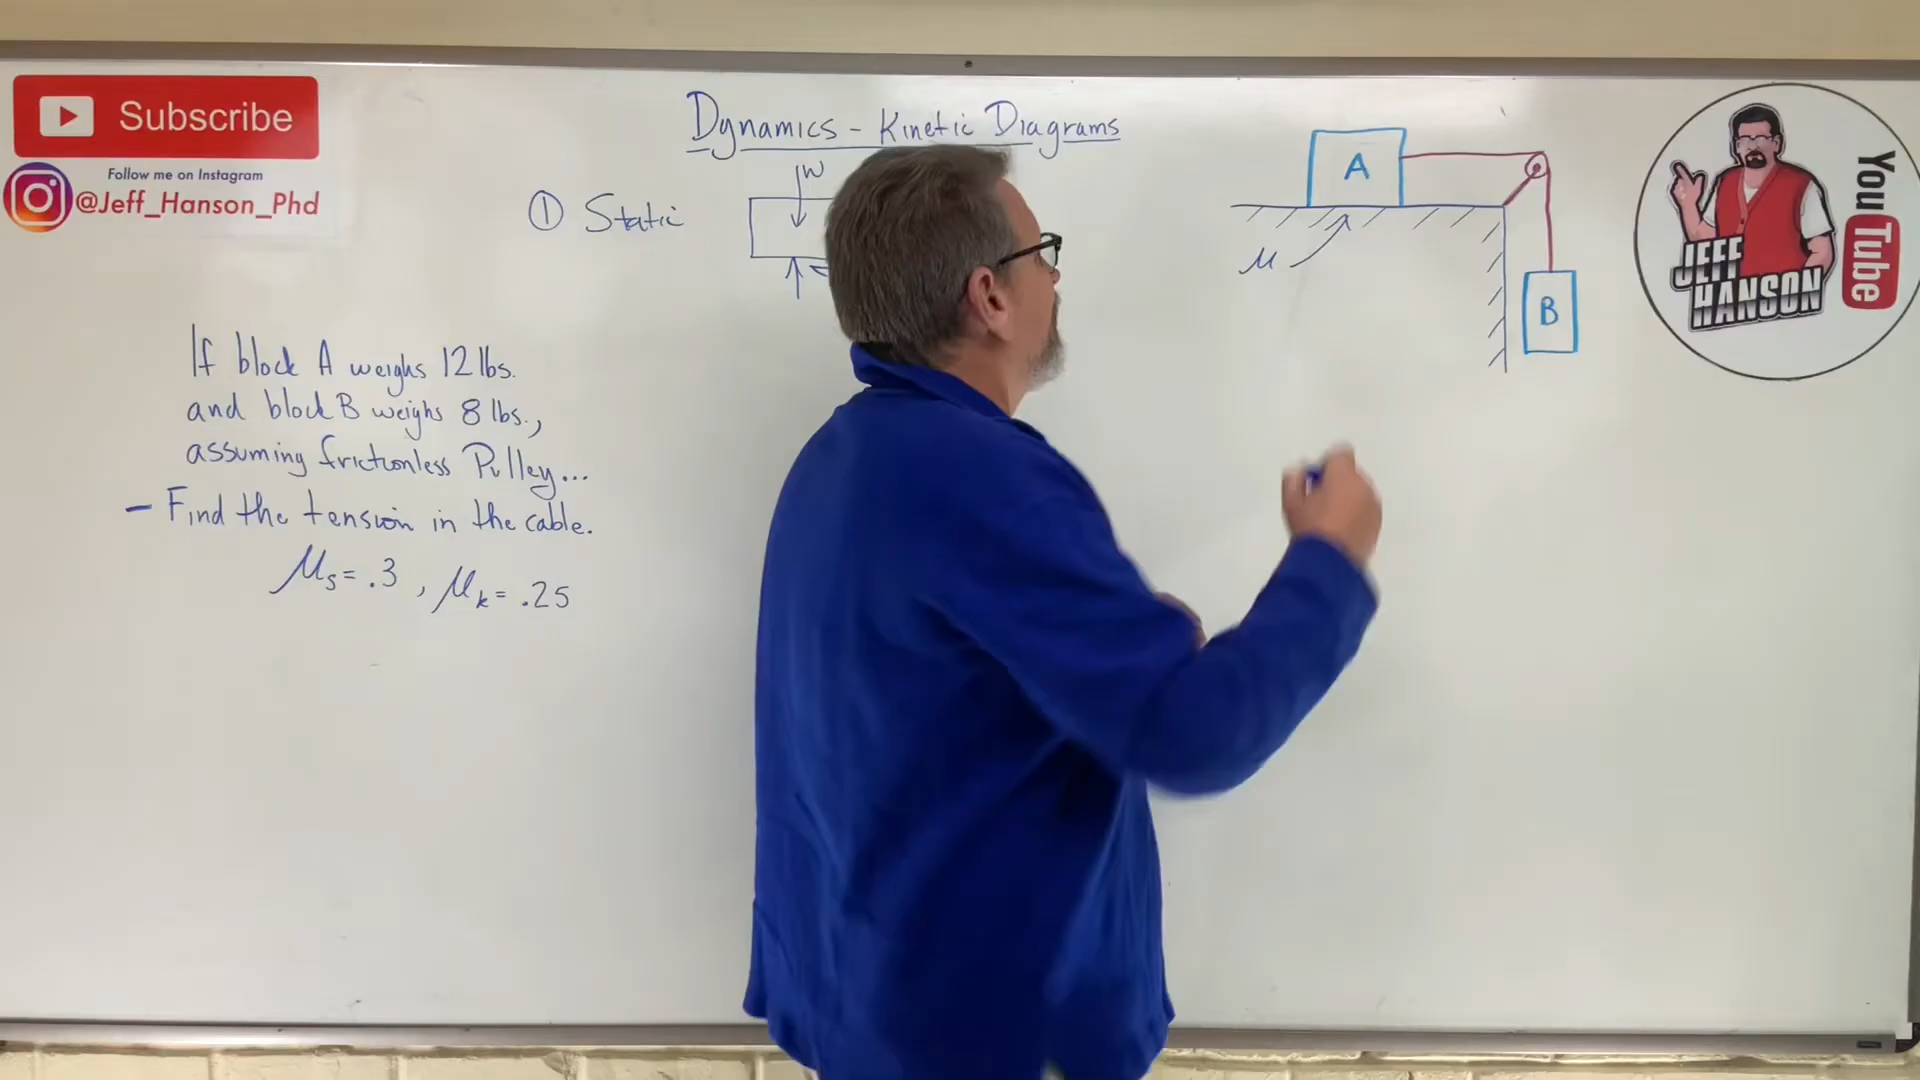 Subscribe
Follow me on Instagram
@Jeff_Hanson_Phd
Dynamics - Kinetic Diagrams
① Static
W
A
B
μ
If block A weighs 12 lbs.
and block B weighs 8 lbs.,
assuming frictionless Pulley...
- Find the tension in the cable.
μs = .3 , μk = .25
JEFF
HANSON
YouTube